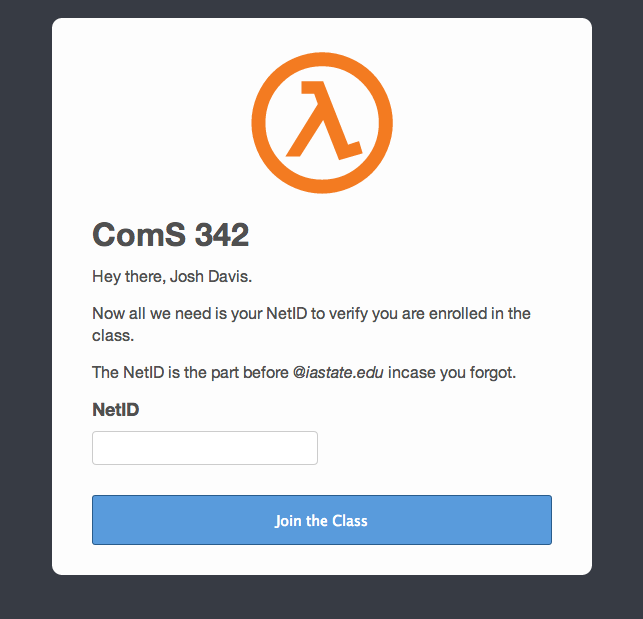 ComS 342
Hey there, Josh Davis.
Now all we need is your NetID to verify you are enrolled in the
class.
The NetID is the part before @iastate.edu incase you forgot.
NetID
Join the Class